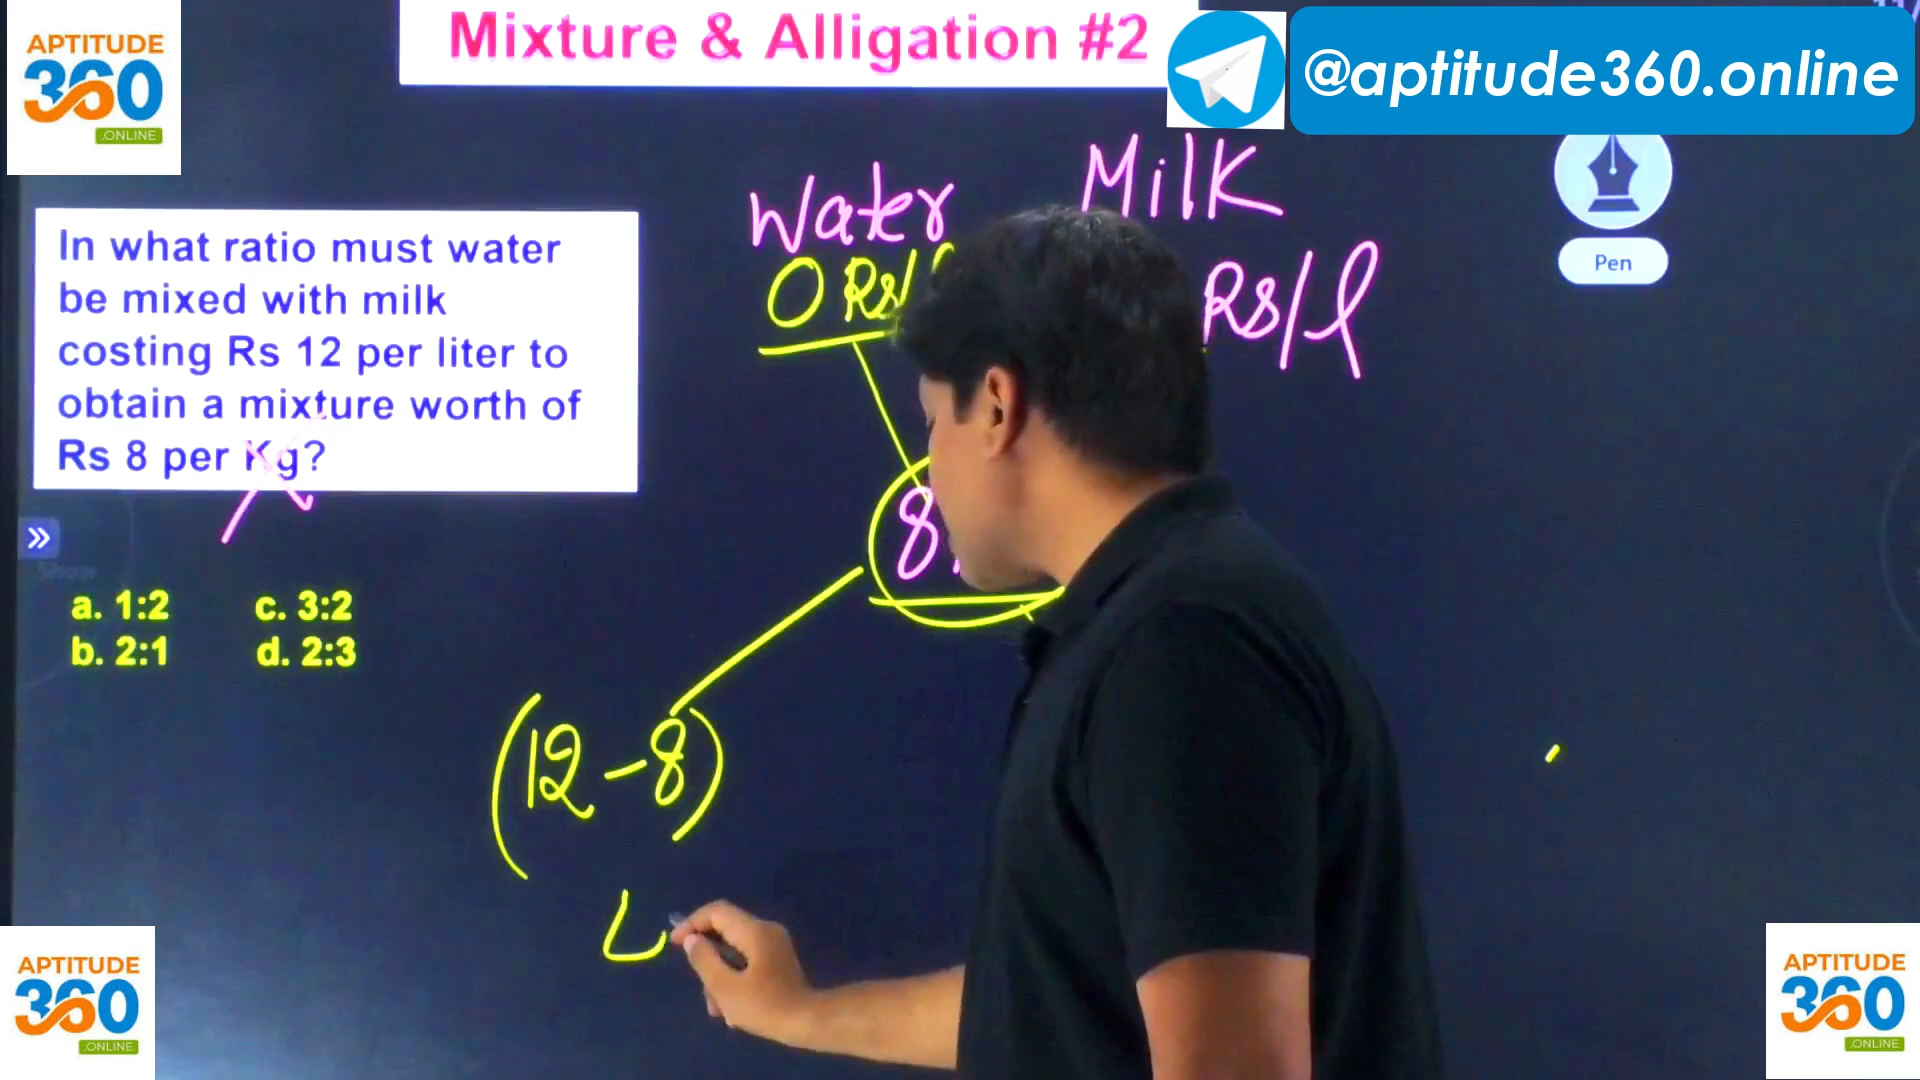 Mixture & Alligation #2
@aptitude360.online
APTITUDE
360
.ONLINE
Pen
In what ratio must water
be mixed with milk
costing Rs 12 per liter to
obtain a mixture worth of
Rs 8 per Kg?
Show
a. 1:2
c. 3:2
b. 2:1
d. 2:3
Water
Milk
0 Rs/
Rs/l
8
(12-8)
APTITUDE
360
.ONLINE
APTITUDE
360
.ONLINE